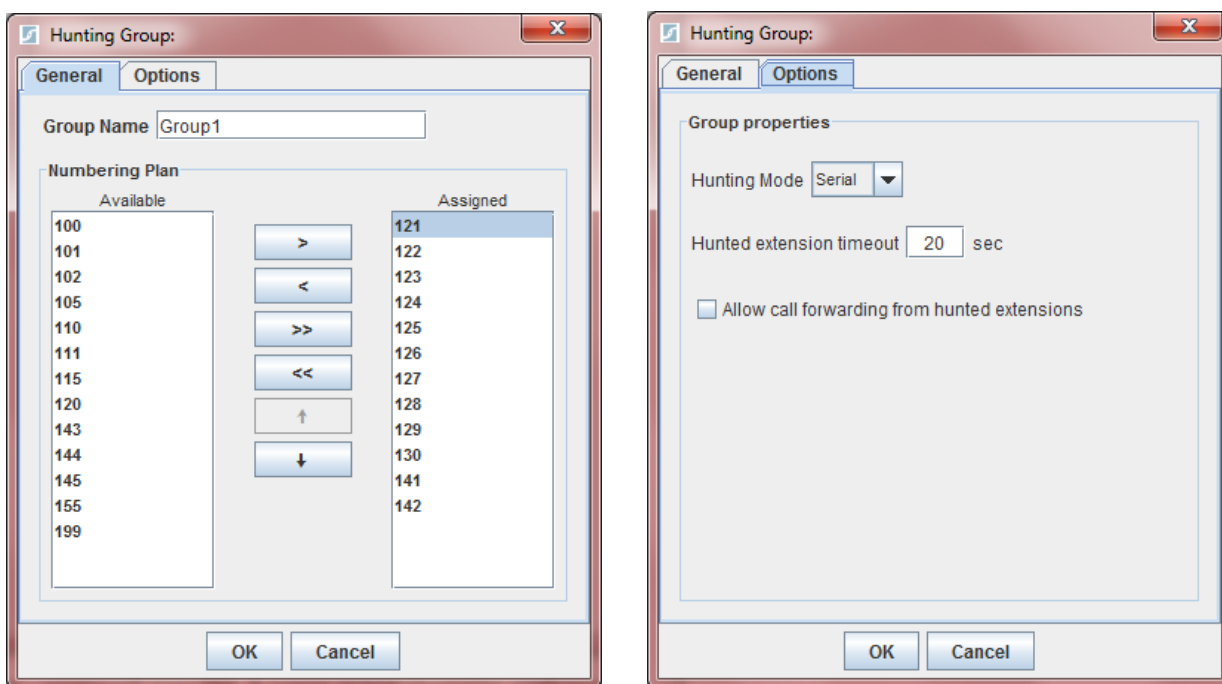 Hunting Group:
General Options
Group Name Group1
Numbering Plan
Available
100
101
102
105
110
111
115
120
143
144
145
155
199
>
<
>>
<<
↑
↓
Assigned
121
122
123
124
125
126
127
128
129
130
141
142
OK Cancel
Hunting Group:
General Options
Group properties
Hunting Mode Serial
Hunted extension timeout 20 sec
Allow call forwarding from hunted extensions
OK Cancel